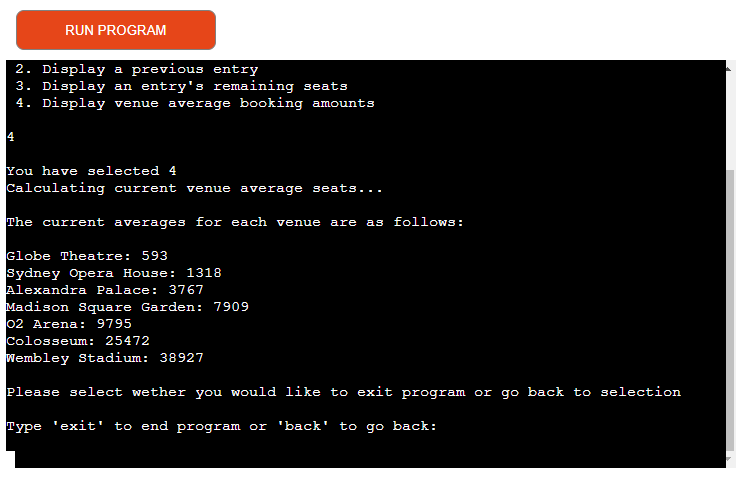 RUN PROGRAM
2. Display a previous entry
3. Display an entry's remaining seats
4. Display venue average booking amounts
4
You have selected 4
Calculating current venue average seats...
The current averages for each venue are as follows:
Globe Theatre: 593
Sydney Opera House: 1318
Alexandra Palace: 3767
Madison Square Garden: 7909
O2 Arena: 9795
Colosseum: 25472
Wembley Stadium: 38927
Please select wether you would like to exit program or go back to selection
Type 'exit' to end program or 'back' to go back: